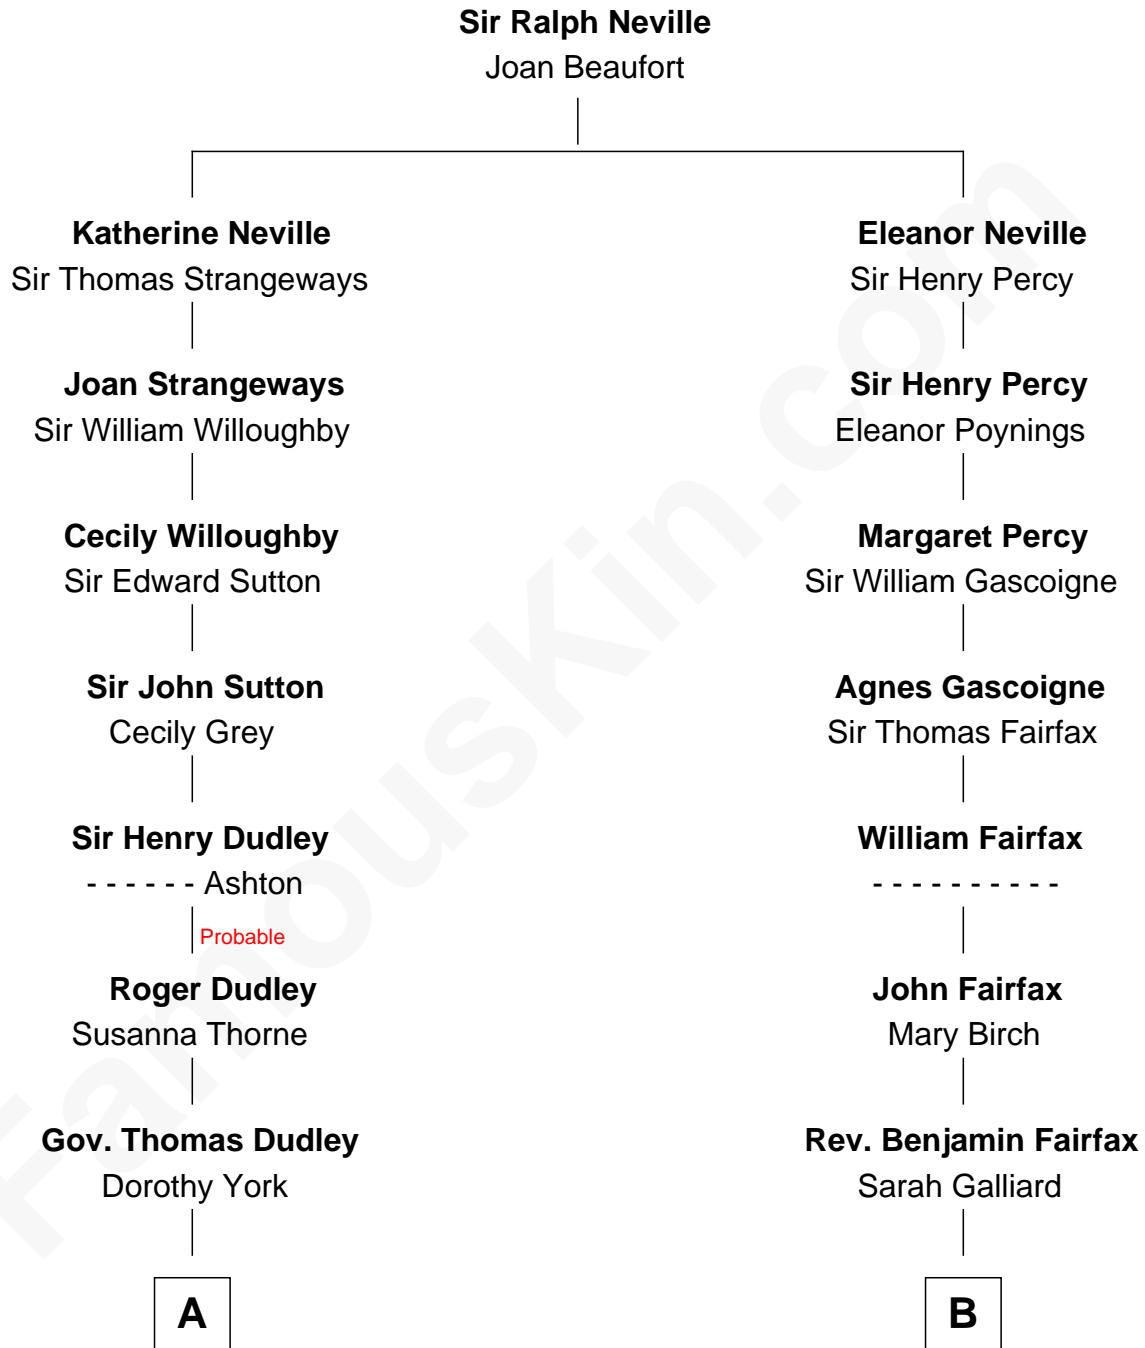 Sir Ralph Neville
Joan Beaufort
Katherine Neville
Sir Thomas Strangeways
Joan Strangeways
Sir William Willoughby
Cecily Willoughby
Sir Edward Sutton
Sir John Sutton
Cecily Grey
Sir Henry Dudley
- - - - - - Ashton
Probable
Roger Dudley
Susanna Thorne
Gov. Thomas Dudley
Dorothy York
A
Eleanor Neville
Sir Henry Percy
Sir Henry Percy
Eleanor Poynings
Margaret Percy
Sir William Gascoigne
Agnes Gascoigne
Sir Thomas Fairfax
William Fairfax
- - - - - - - - - -
John Fairfax
Mary Birch
Rev. Benjamin Fairfax
Sarah Galliard
B
FamousKin.com